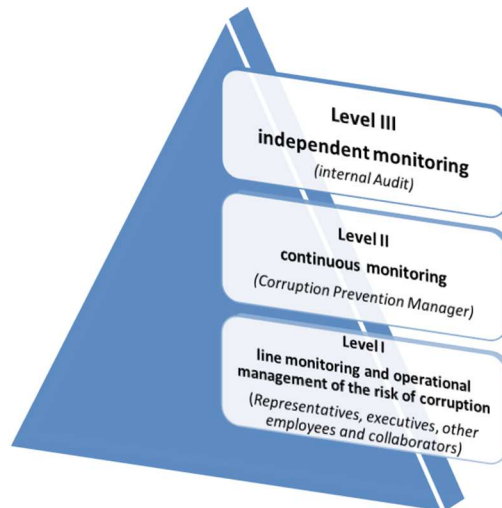 Level III
independent monitoring
(internal Audit)
Level II
continuous monitoring
(Corruption Prevention Manager)
Level I
line monitoring and operational
management of the risk of corruption
(Representatives, executives, other
employees and collaborators)